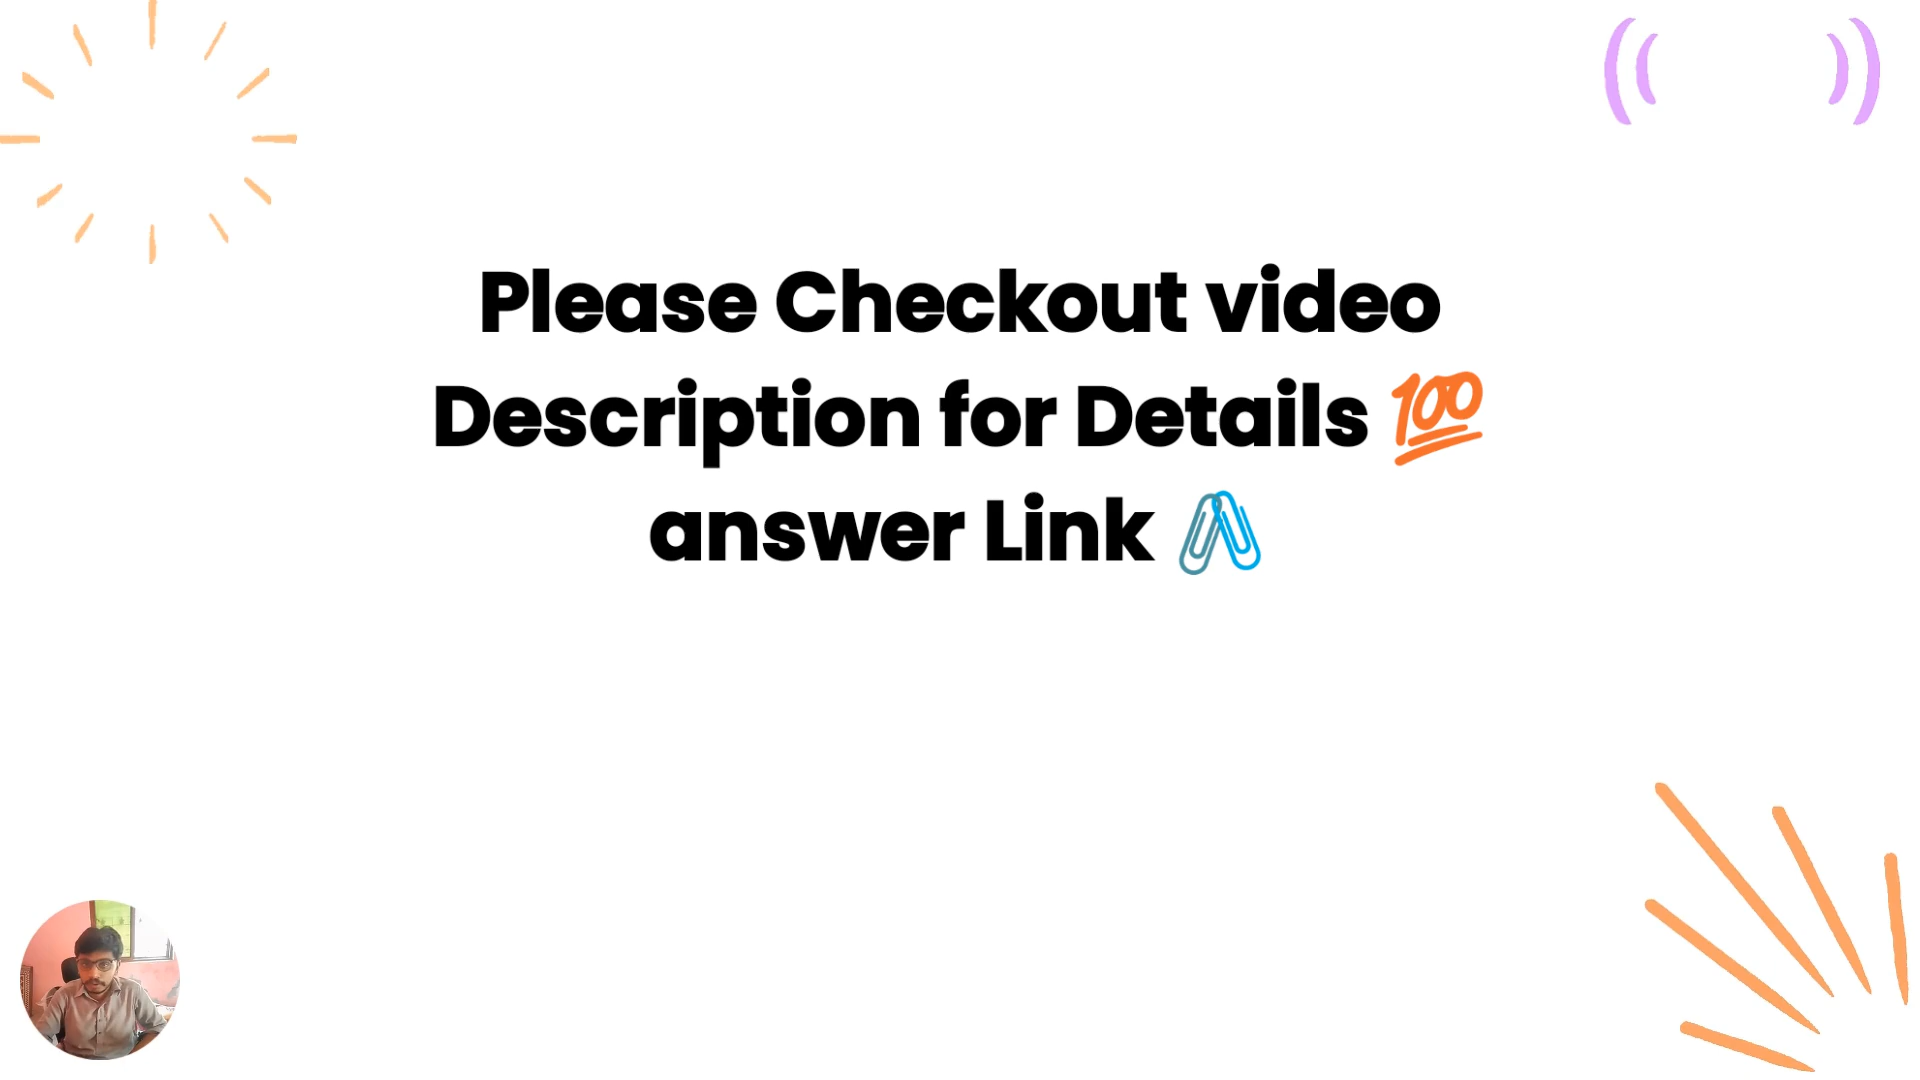 Please Checkout video
Description for Details 💯
answer Link 🖇️